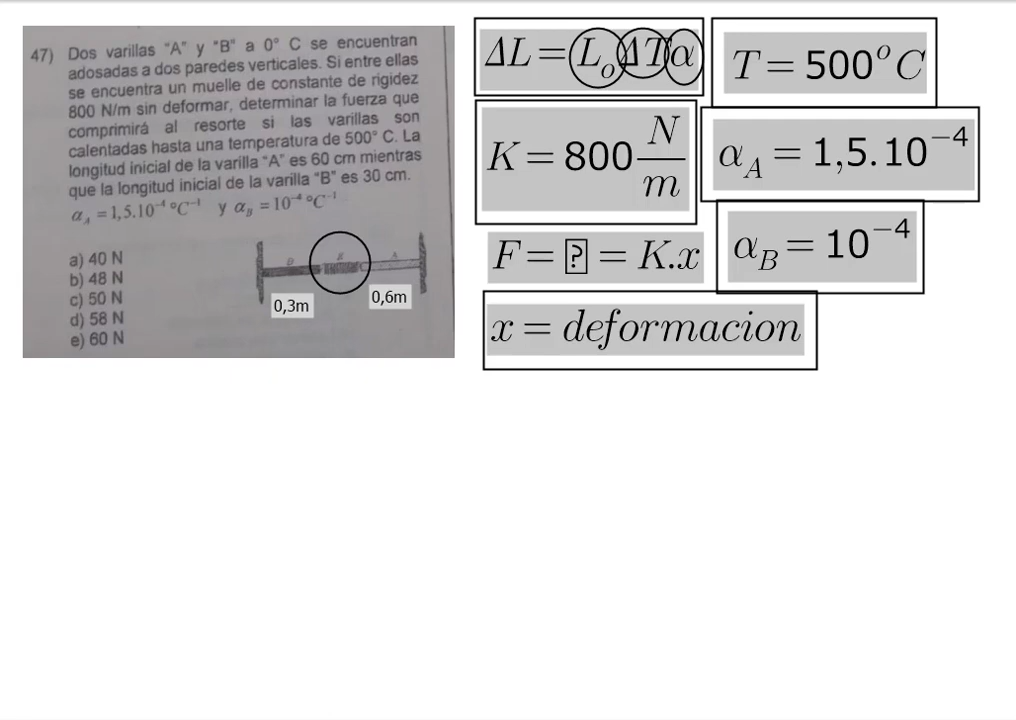 47) Dos varillas "A" y "B" a 0° C se encuentran
adosadas a dos paredes verticales. Si entre ellas
se encuentra un muelle de constante de rigidez
800 N/m sin deformar, determinar la fuerza que
comprimirá al resorte si las varillas son
calentadas hasta una temperatura de 500° C. La
longitud inicial de la varilla "A" es 60 cm mientras
que la longitud inicial de la varilla "B" es 30 cm.
α_A = 1,5.10⁻⁴ °C⁻¹ y α_B = 10⁻⁴ °C⁻¹
a) 40 N
b) 48 N
c) 50 N
d) 58 N
e) 60 N
B K A
0,3m 0,6m
ΔL = L₀ΔTα
T = 500° C
K = 800 N/m
α_A = 1,5.10⁻⁴
F = ? = K.x
α_B = 10⁻⁴
x = deformacion